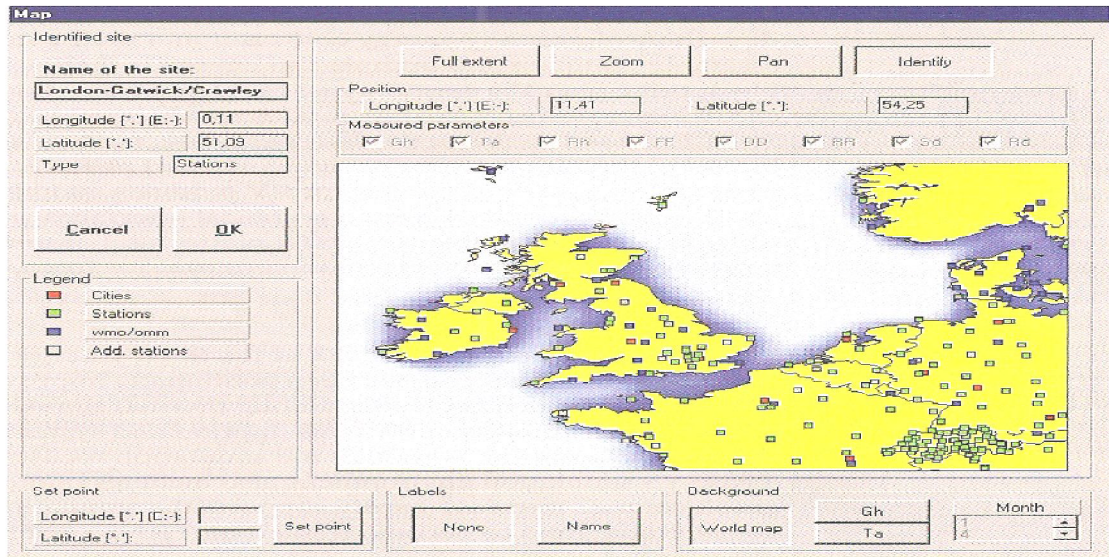 Map
Identified site
Name of the site:
London-Gatwick/Crawley
Longitude [°.'] (E:-): 0,11
Latitude [°.']: 51,09
Type Stations
Cancel OK
Legend
Cities
Stations
wmo/omm
Add. stations
Full extent Zoom Pan Identify
Position
Longitude [°.'] (E:-): 11,41 Latitude [°.']: 54,25
Measured parameters
Gh Ta Rh FF DD RR Sd Rd
Set point
Longitude [°.'] (E:-):
Latitude [°.']:
Set point
Labels
None Name
Background
World map
Gh
Ta
Month
1
4